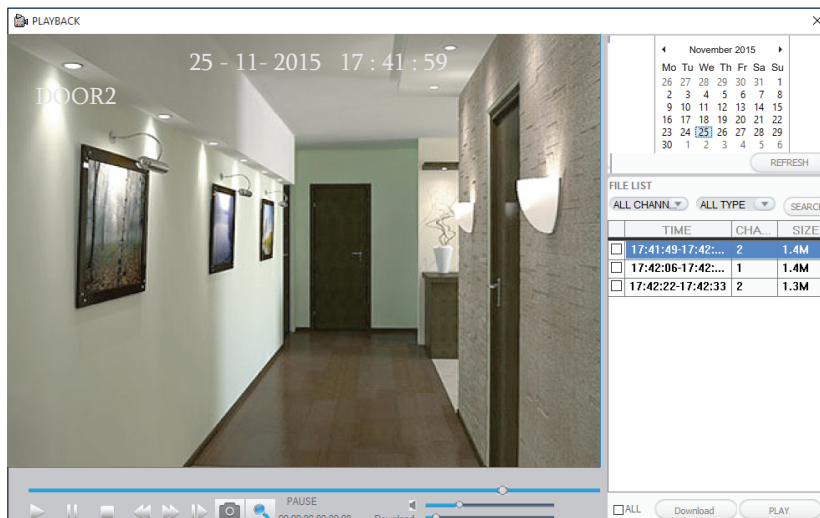 PLAYBACK
25 - 11- 2015 17 : 41 : 59
DOOR2
November 2015
Mo Tu We Th Fr Sa Su
26 27 28 29 30 31 1
2 3 4 5 6 7 8
9 10 11 12 13 14 15
16 17 18 19 20 21 22
23 24 25 26 27 28 29
30 1 2 3 4 5 6
REFRESH
FILE LIST
ALL CHANN... ALL TYPE SEARC
TIME CHA... SIZE
17:41:49-17:42:... 2 1.4M
17:42:06-17:42:... 1 1.4M
17:42:22-17:42:33 2 1.3M
PAUSE
Download
ALL Download PLAY